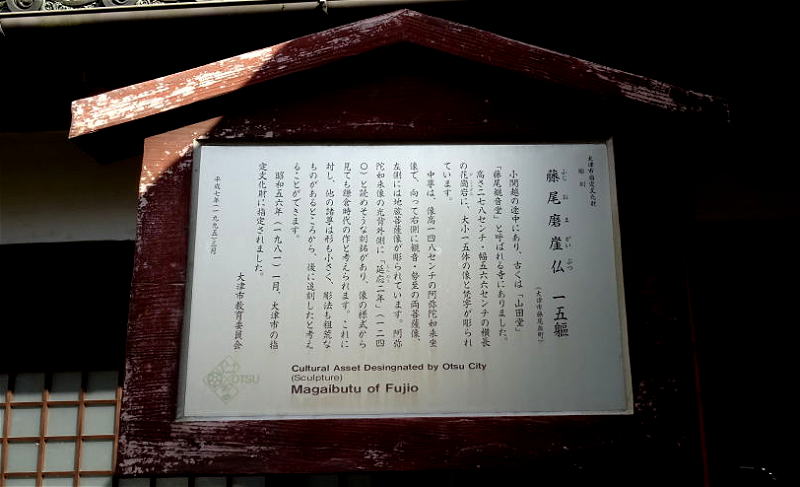 大津市指定文化財
彫刻
藤尾磨崖仏 一五軀
ふじ お ま がい ぶつ
(大津市藤尾奥町)
小関越の途中にあり、古くは「山田堂」
「藤尾観音堂」と呼ばれる寺にありました。
高さ二七八センチ・幅五六六センチの横長
の花崗岩に、大小一五体の像と梵字が彫られ
ています。
中尊は、像高一四八センチの阿弥陀如来坐
像で、向って右側に観音・勢至の両菩薩像、
左側には地蔵菩薩像が彫られています。阿弥
陀如来像の光背外側に「延応二年」(一二四
〇)と読めそうな刻銘があり、像の様式から
見ても鎌倉時代の作と考えられます。これに
対し、他の諸尊は形も小さく、彫法も粗荒な
ものがあるところから、後に追刻したと考え
ることができます。
昭和五六年(一九八一)一月、大津市の指
定文化財に指定されました。
大津市教育委員会
平成七年(一九九五)三月
Cultural Asset Desingnated by Otsu City
(Sculpture)
Magaibutu of Fujio
OTSU